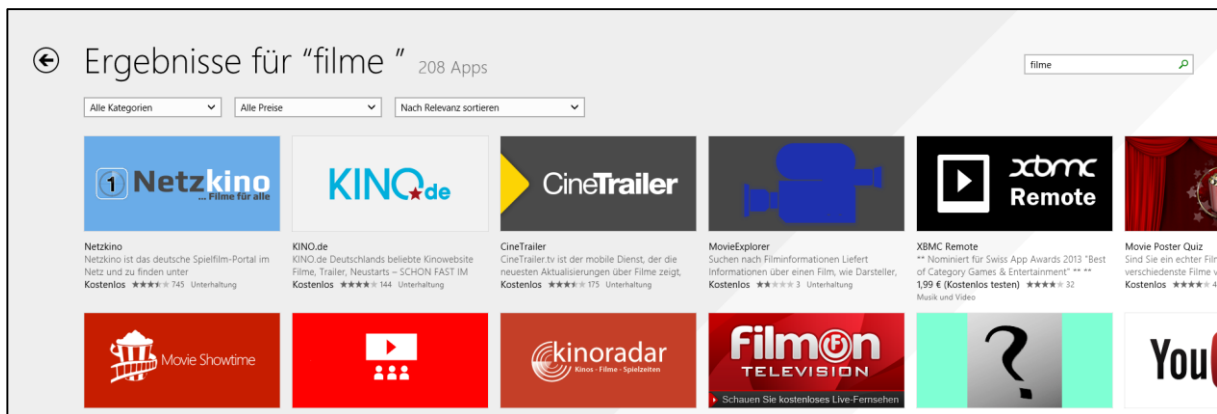 Ergebnisse für “filme ” 208 Apps
filme
Alle Kategorien
Alle Preise
Nach Relevanz sortieren
1 Netzkino
... Filme für alle
KINO.de
CineTrailer
xbmc
Remote
Netzkino
Netzkino ist das deutsche Spielfilm-Portal im
Netz und zu finden unter
Kostenlos 745 Unterhaltung
KINO.de
KINO.de Deutschlands beliebte Kinowebsite
Filme, Trailer, Neustarts – SCHON FAST IM
Kostenlos 144 Unterhaltung
CineTrailer
CineTrailer.tv ist der mobile Dienst, der die
neuesten Aktualisierungen über Filme zeigt,
Kostenlos 175 Unterhaltung
MovieExplorer
Suchen nach Filminformationen Liefert
Informationen über einen Film, wie Darsteller,
Kostenlos 3 Unterhaltung
XBMC Remote
** Nominiert für Swiss App Awards 2013 "Best
of Category Games & Entertainment" ** **
1,99 € (Kostenlos testen) 32
Musik und Video
Movie Poster Quiz
Sind Sie ein echter
verschiedenste Filme
Kostenlos 4
Movie Showtime
kinoradar
Kinos - Filme - Spielzeiten
FilmOn
TELEVISION
Schauen Sie kostenloses Live-Fernsehen
?
You